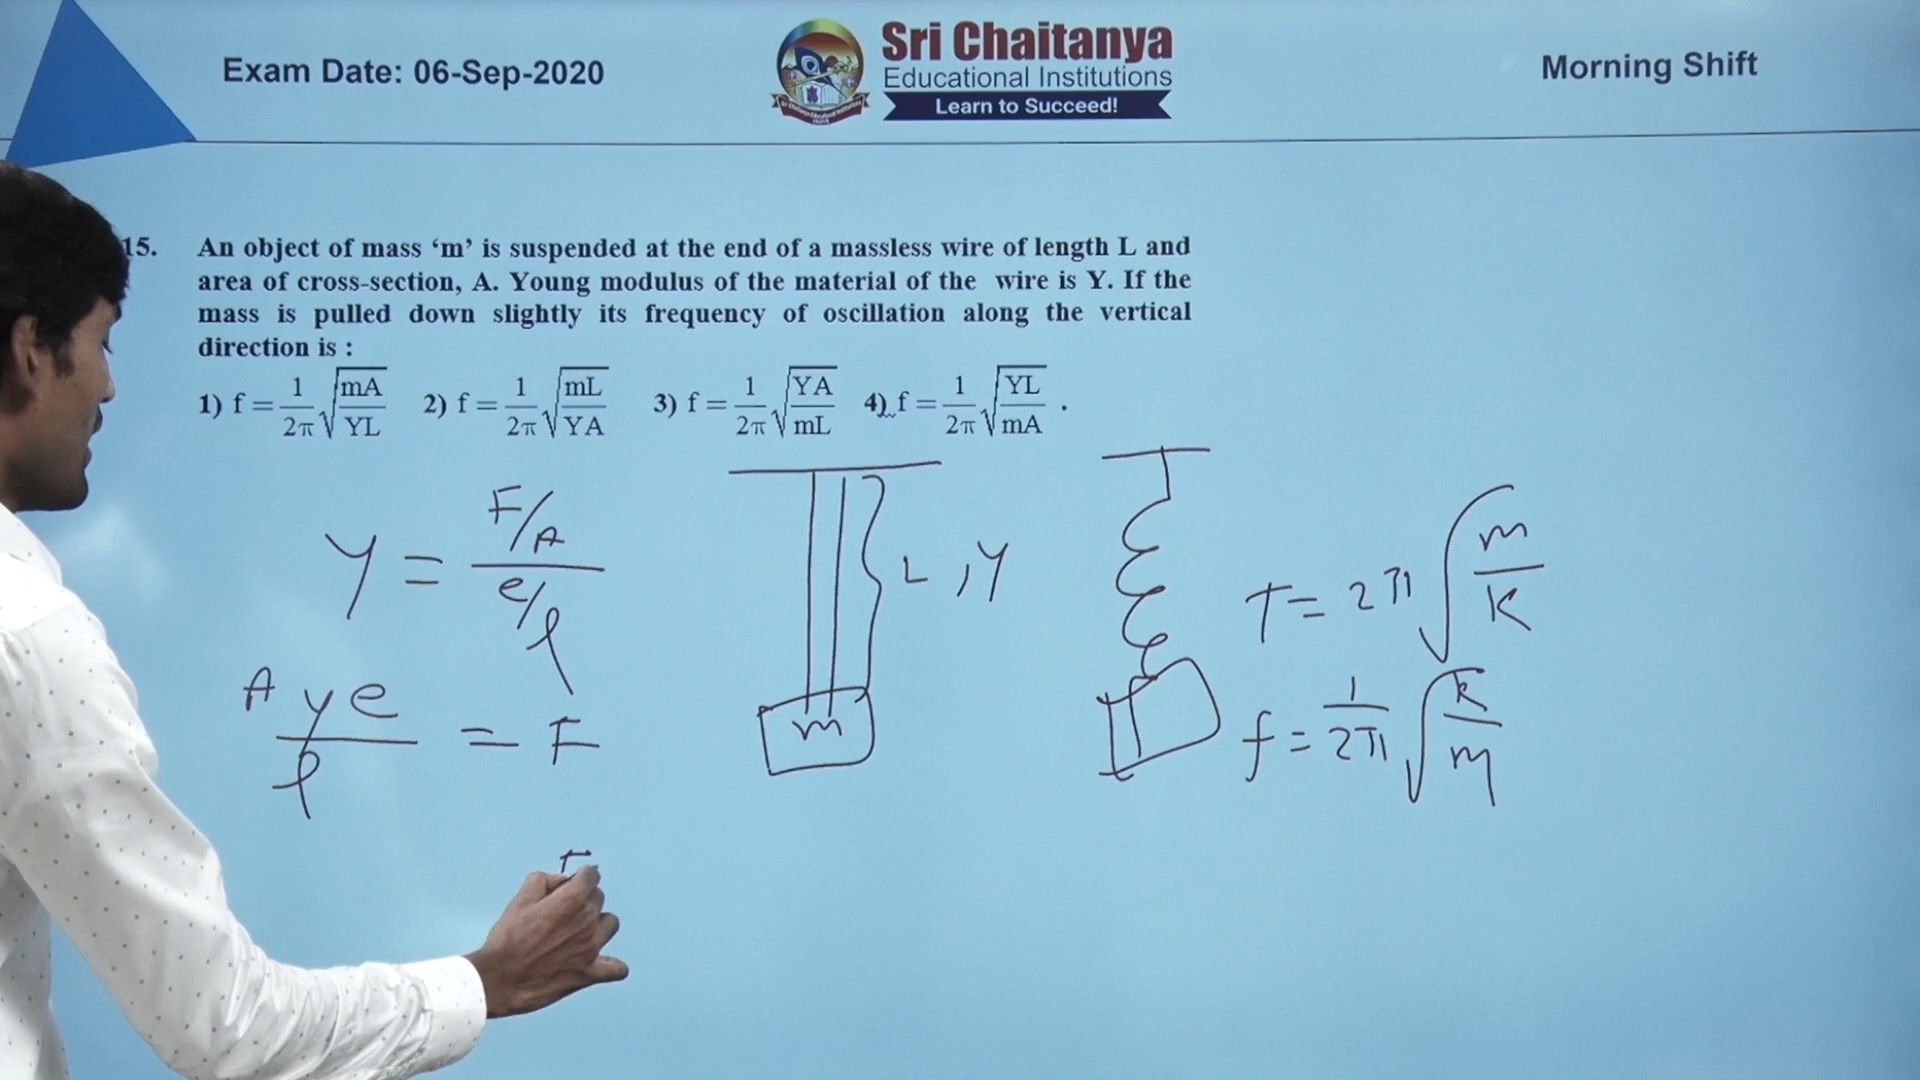 Exam Date: 06-Sep-2020
Sri Chaitanya
Educational Institutions
Learn to Succeed!
Morning Shift
15. An object of mass ‘m’ is suspended at the end of a massless wire of length L and
area of cross-section, A. Young modulus of the material of the wire is Y. If the
mass is pulled down slightly its frequency of oscillation along the vertical
direction is :
1) f = 1/2π √(mA/YL) 2) f = 1/2π √(mL/YA) 3) f = 1/2π √(YA/mL) 4) f = 1/2π √(YL/mA) .
Y = (F/A)/(e/l)
AYe/l = F
L, Y
m
T = 2π √(m/K)
f = 1/2π √(k/m)